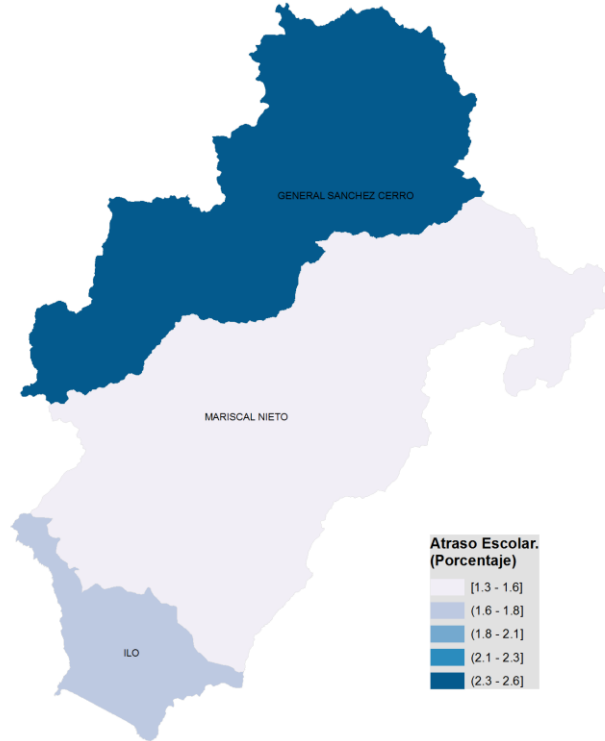 GENERAL SANCHEZ CERRO
MARISCAL NIETO
ILO
Atraso Escolar.
(Porcentaje)
[1.3 - 1.6]
(1.6 - 1.8]
(1.8 - 2.1]
(2.1 - 2.3]
(2.3 - 2.6]